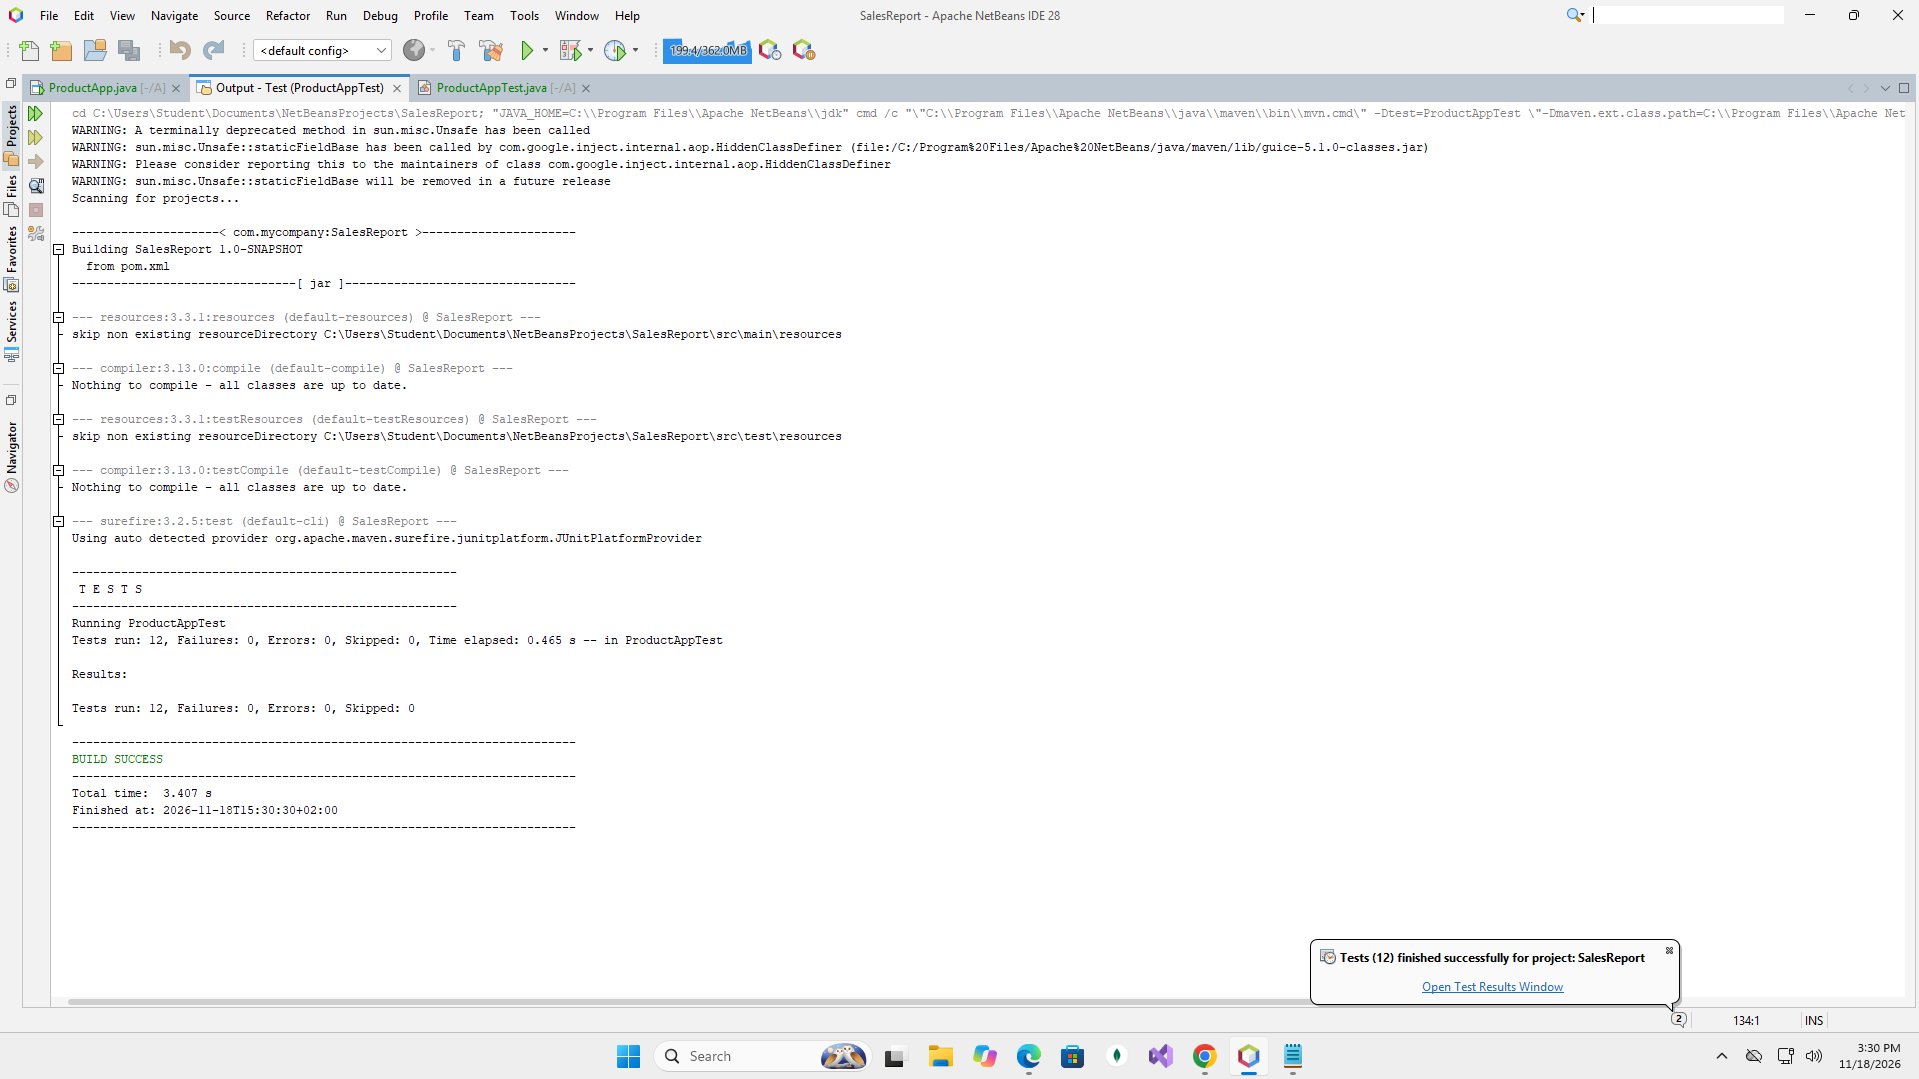 File Edit View Navigate Source Refactor Run Debug Profile Team Tools Window Help
SalesReport - Apache NetBeans IDE 28
<default config>
199.4/362.0MB
ProductApp.java [-/A]
Output - Test (ProductAppTest)
ProductAppTest.java [-/A]
Projects
Files
Favorites
Services
Navigator
cd C:\Users\Student\Documents\NetBeansProjects\SalesReport; "JAVA_HOME=C:\\Program Files\\Apache NetBeans\\jdk" cmd /c "\"C:\\Program Files\\Apache NetBeans\\java\\maven\\bin\\mvn.cmd\" -Dtest=ProductAppTest \"-Dmaven.ext.class.path=C:\\Program Files\\Apache Net
WARNING: A terminally deprecated method in sun.misc.Unsafe has been called
WARNING: sun.misc.Unsafe::staticFieldBase has been called by com.google.inject.internal.aop.HiddenClassDefiner (file:/C:/Program%20Files/Apache%20NetBeans/java/maven/lib/guice-5.1.0-classes.jar)
WARNING: Please consider reporting this to the maintainers of class com.google.inject.internal.aop.HiddenClassDefiner
WARNING: sun.misc.Unsafe::staticFieldBase will be removed in a future release
Scanning for projects...
---------------------< com.mycompany:SalesReport >----------------------
Building SalesReport 1.0-SNAPSHOT
from pom.xml
--------------------------------[ jar ]---------------------------------
--- resources:3.3.1:resources (default-resources) @ SalesReport ---
skip non existing resourceDirectory C:\Users\Student\Documents\NetBeansProjects\SalesReport\src\main\resources
--- compiler:3.13.0:compile (default-compile) @ SalesReport ---
Nothing to compile - all classes are up to date.
--- resources:3.3.1:testResources (default-testResources) @ SalesReport ---
skip non existing resourceDirectory C:\Users\Student\Documents\NetBeansProjects\SalesReport\src\test\resources
--- compiler:3.13.0:testCompile (default-testCompile) @ SalesReport ---
Nothing to compile - all classes are up to date.
--- surefire:3.2.5:test (default-cli) @ SalesReport ---
Using auto detected provider org.apache.maven.surefire.junitplatform.JUnitPlatformProvider
-------------------------------------------------------
T E S T S
-------------------------------------------------------
Running ProductAppTest
Tests run: 12, Failures: 0, Errors: 0, Skipped: 0, Time elapsed: 0.465 s -- in ProductAppTest
Results:
Tests run: 12, Failures: 0, Errors: 0, Skipped: 0
------------------------------------------------------------------------
BUILD SUCCESS
------------------------------------------------------------------------
Total time: 3.407 s
Finished at: 2026-11-18T15:30:30+02:00
------------------------------------------------------------------------
Tests (12) finished successfully for project: SalesReport
Open Test Results Window
2
134:1
INS
Search
3:30 PM
11/18/2026